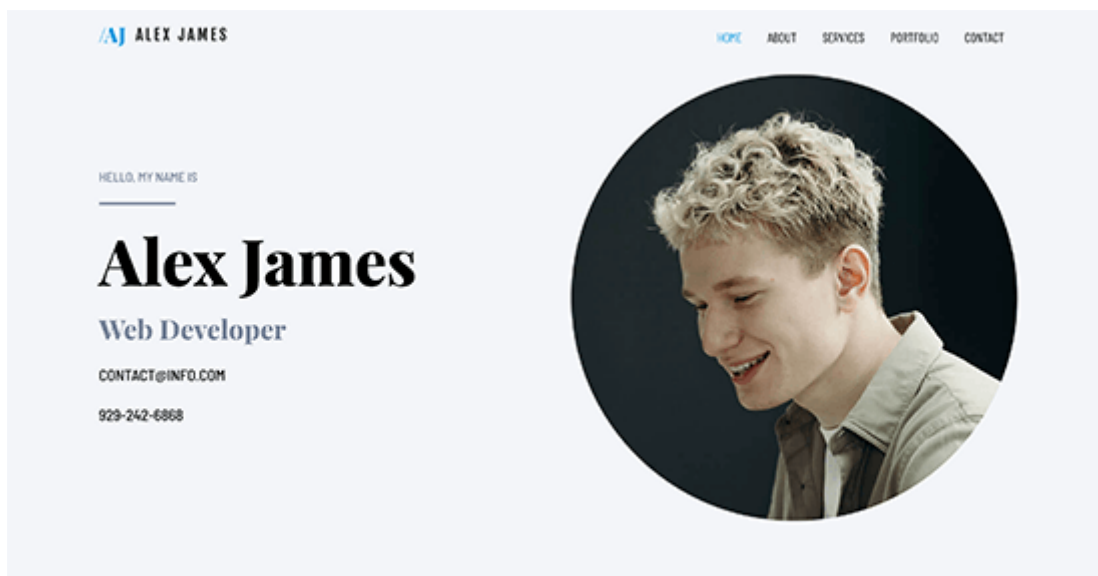 /AJ ALEX JAMES
HOME ABOUT SERVICES PORTFOLIO CONTACT
HELLO, MY NAME IS
Alex James
Web Developer
CONTACT@INFO.COM
929-242-6868